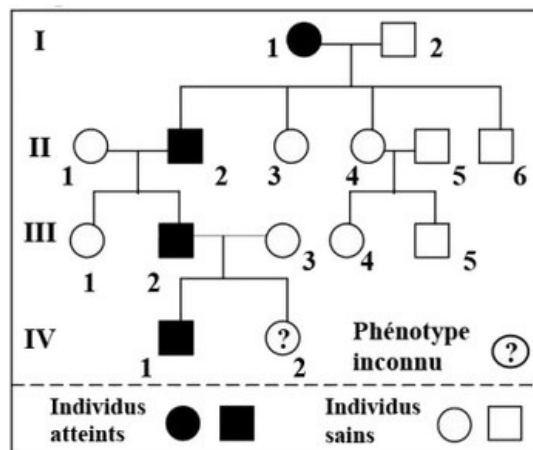 I
1
2
II
1
2
3
4
5
6
III
1
2
3
4
5
IV
1
?
2
Phénotype
inconnu
?
Individus
atteints
Individus
sains